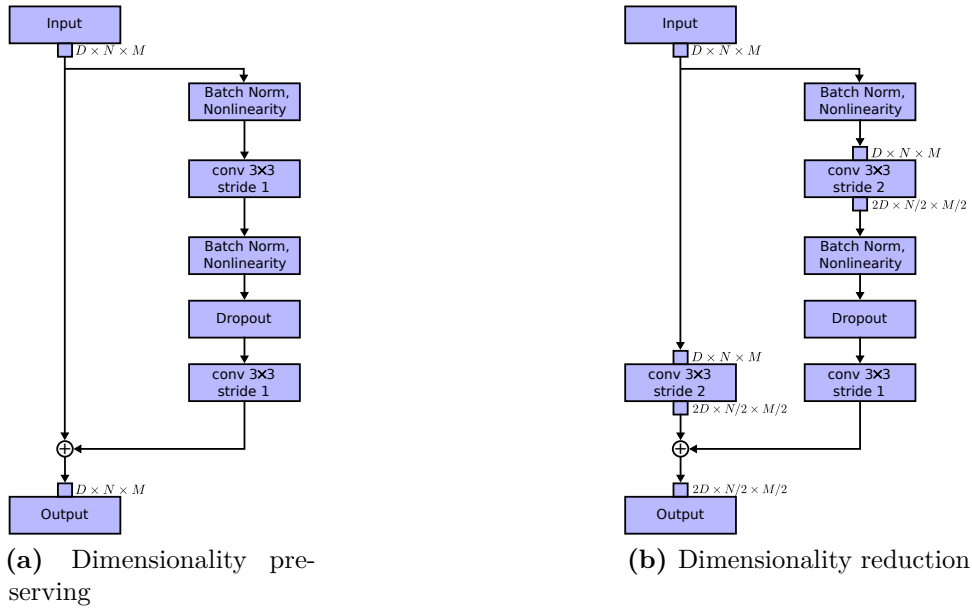 Input
D × N × M
Batch Norm,
Nonlinearity
conv 3×3
stride 1
Batch Norm,
Nonlinearity
Dropout
conv 3×3
stride 1
D × N × M
Output
(a) Dimensionality pre-
serving
Input
D × N × M
Batch Norm,
Nonlinearity
D × N × M
conv 3×3
stride 2
2D × N/2 × M/2
Batch Norm,
Nonlinearity
Dropout
D × N × M
conv 3×3
stride 2
2D × N/2 × M/2
conv 3×3
stride 1
2D × N/2 × M/2
Output
(b) Dimensionality reduction